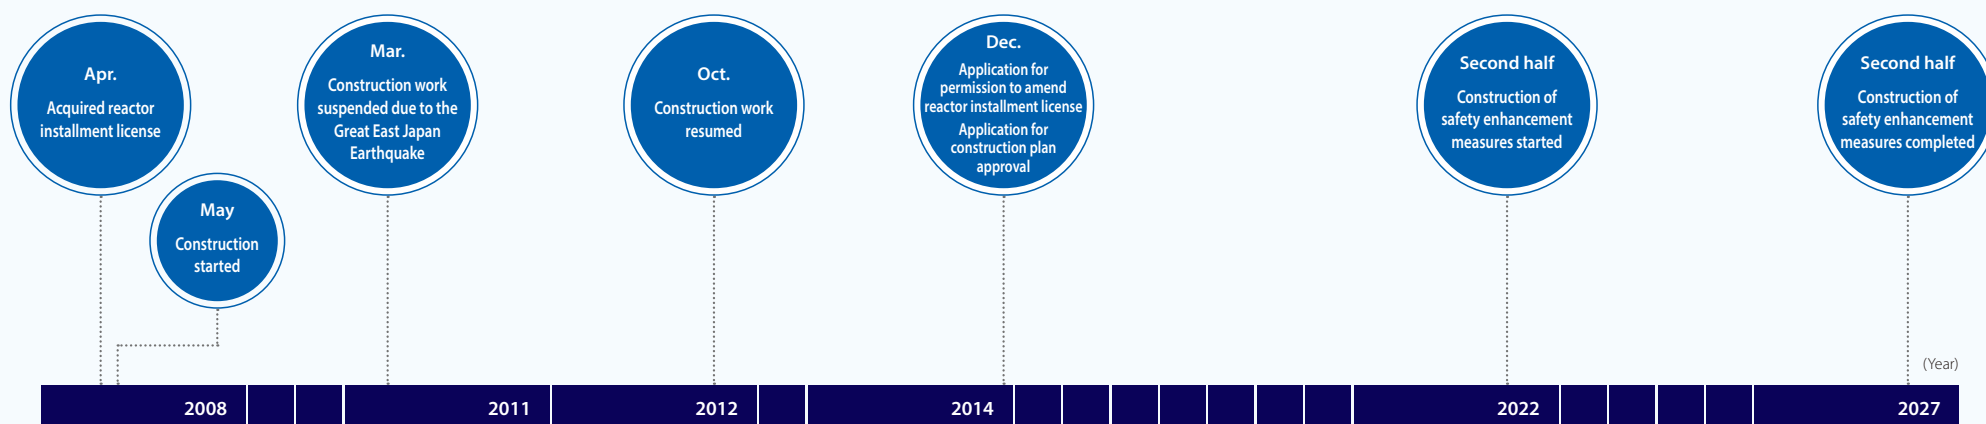 Apr.
Acquired reactor
installment license
May
Construction
started
Mar.
Construction work
suspended due to the
Great East Japan
Earthquake
Oct.
Construction work
resumed
Dec.
Application for
permission to amend
reactor installment license
Application for
construction plan
approval
Second half
Construction of
safety enhancement
measures started
Second half
Construction of
safety enhancement
measures completed
(Year)
2008
2011
2012
2014
2022
2027